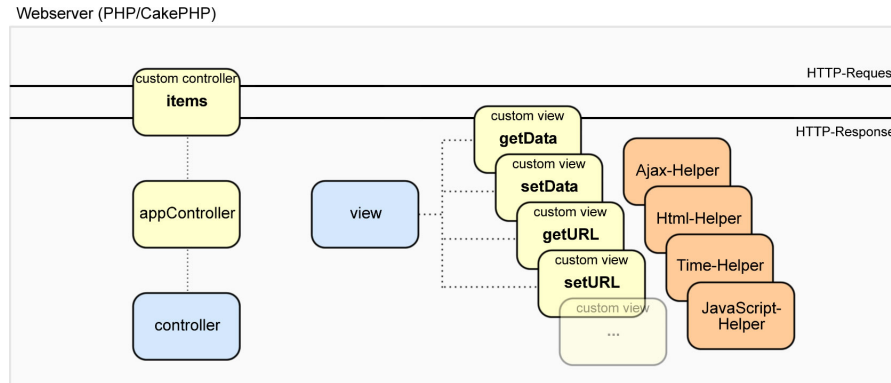 Webserver (PHP/CakePHP)
HTTP-Reques
custom controller
items
HTTP-Response
custom view
getData
custom view
setData
Ajax-Helper
appController
view
custom view
getURL
Html-Helper
custom view
setURL
Time-Helper
custom view
...
JavaScript-
Helper
controller